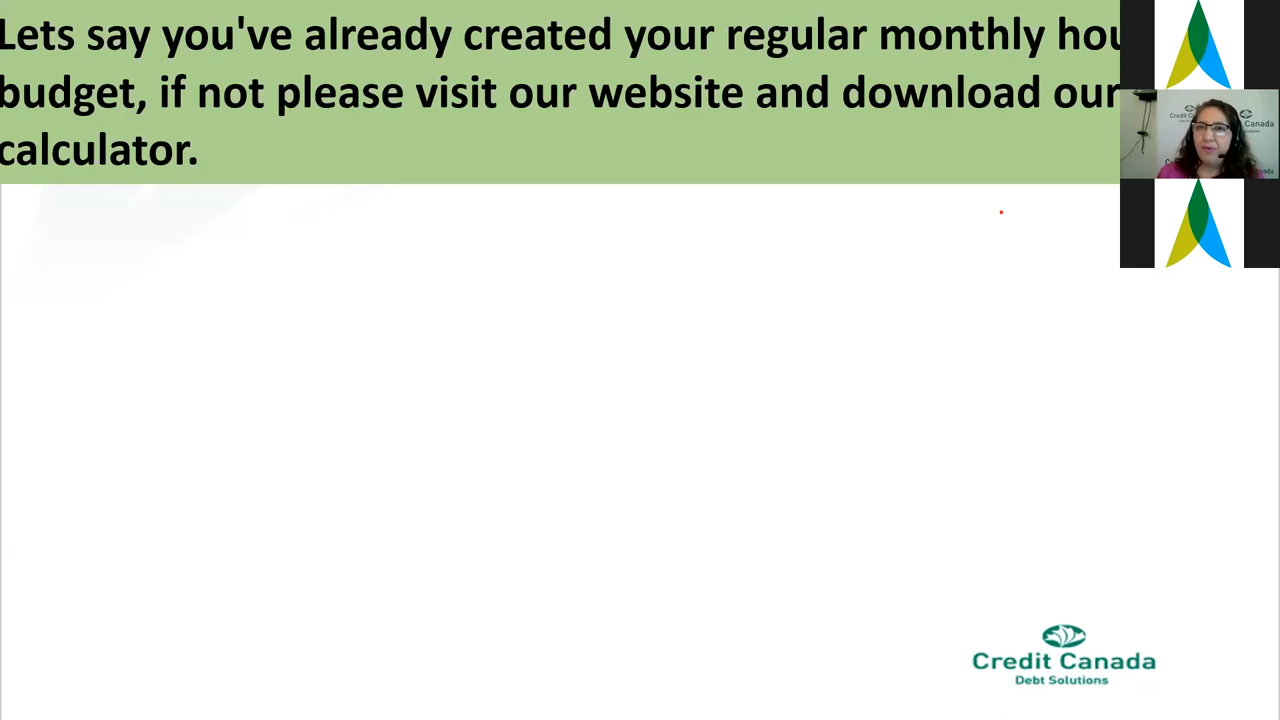 Lets say you've already created your regular monthly
budget, if not please visit our website and download our
calculator.
Credit Canada
Debt Solutions